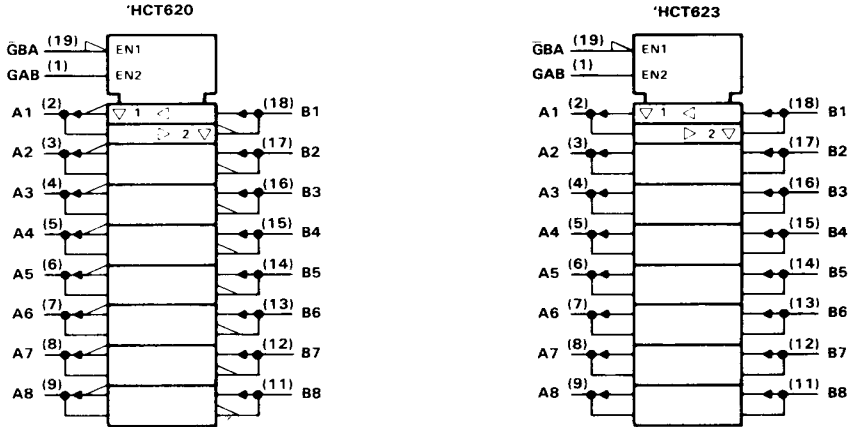 'HCT620
ḠBA (19) EN1
GAB (1) EN2
A1 (2) ▽ 1 ◁ (18) B1
▷ 2 ▽
A2 (3) (17) B2
A3 (4) (16) B3
A4 (5) (15) B4
A5 (6) (14) B5
A6 (7) (13) B6
A7 (8) (12) B7
A8 (9) (11) B8
'HCT623
ḠBA (19) EN1
GAB (1) EN2
A1 (2) ▽ 1 ◁ (18) B1
▷ 2 ▽
A2 (3) (17) B2
A3 (4) (16) B3
A4 (5) (15) B4
A5 (6) (14) B5
A6 (7) (13) B6
A7 (8) (12) B7
A8 (9) (11) B8